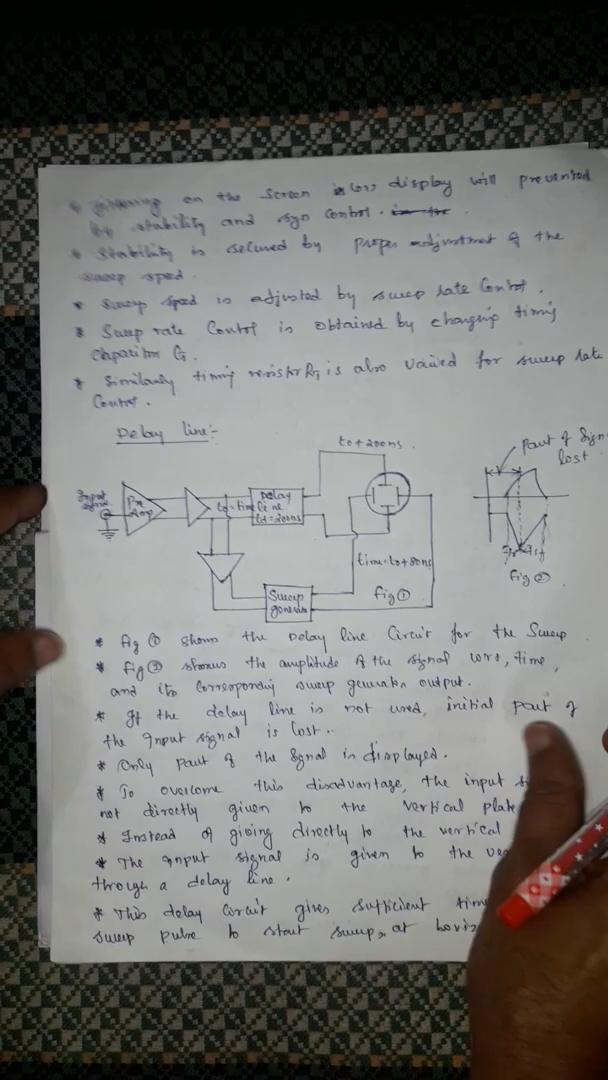 on the Screen display will prevented
stability and sync control.
* Stability is secured by proper adjustment of the
sweep speed.
* Sweep speed is adjusted by sweep rate Control.
* Sweep rate Control is obtained by changing timing
Capacitor
* Similarly timing resistor is also varied for sweep rate
Control.
Delay line:-
to+200ns
part of Sign
lost
Input
Pre
amp
Delay
line
td=200ns
time=to+80ns
Sweep
generator
fig ①
fig ②
* fig ① shows the Delay line Circuit for the Sweep
* fig ② shows the amplitude of the signal w.r.t, time,
and its Corresponding sweep generator output.
* If the delay line is not used, initial part of
the Input signal is lost.
* Only part of the Signal is displayed.
* To overcome this disadvantage, the input
not directly given to the vertical plate
* Instead of giving directly to the vertical
* The input signal is given to the
through a delay line.
* This delay circuit gives sufficient time
sweep pulse to start sweep, at